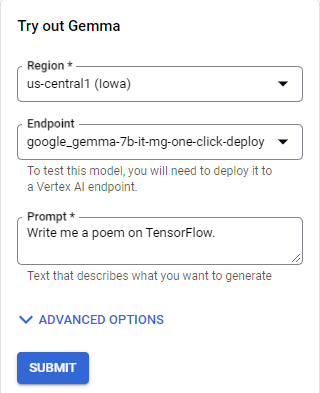 Try out Gemma
Region *
us-central1 (Iowa)
Endpoint
google_gemma-7b-it-mg-one-click-deploy
To test this model, you will need to deploy it to
a Vertex AI endpoint.
Prompt *
Write me a poem on TensorFlow.
Text that describes what you want to generate
ADVANCED OPTIONS
SUBMIT